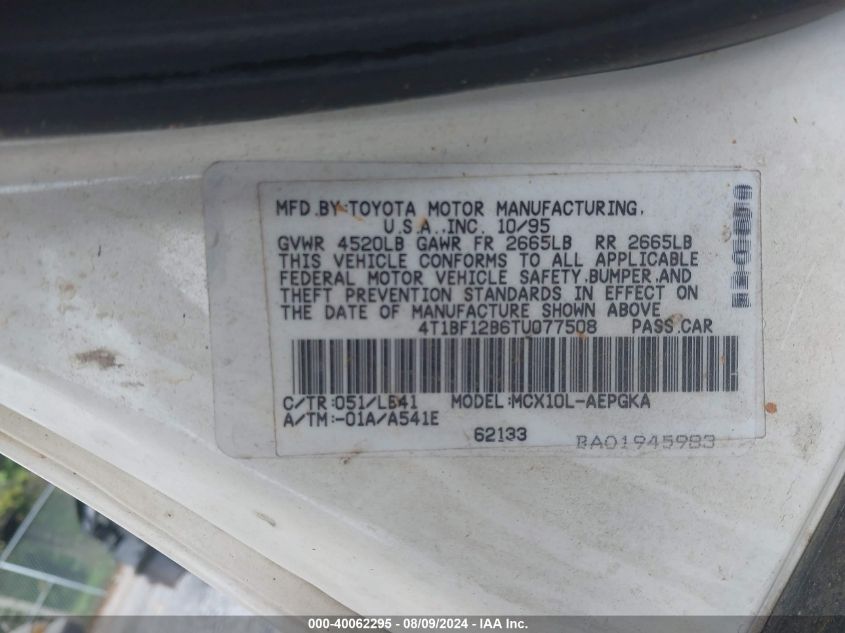 MFD.BY:TOYOTA MOTOR MANUFACTURING,
U.S.A.,INC. 10/95
GVWR 4520LB GAWR FR 2665LB RR 2665LB
THIS VEHICLE CONFORMS TO ALL APPLICABLE
FEDERAL MOTOR VEHICLE SAFETY,BUMPER,AND
THEFT PREVENTION STANDARDS IN EFFECT ON
THE DATE OF MANUFACTURE SHOWN ABOVE
4T1BF12B6TU077508 PASS.CAR
C/TR:051/LB41 MODEL:MCX10L-AEPGKA
A/TM:-01A/A541E
62133 BA01945983
000-40062295 - 08/09/2024 - IAA Inc.